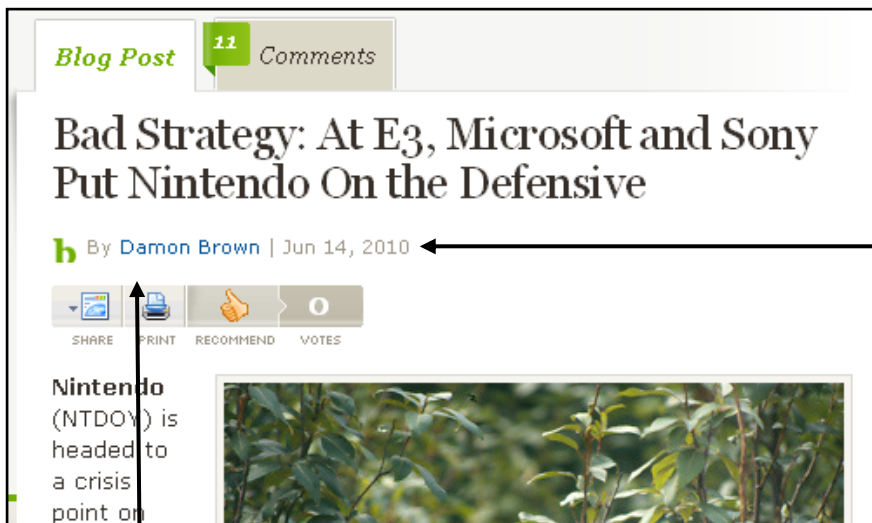 Blog Post
11
Comments
Bad Strategy: At E3, Microsoft and Sony
Put Nintendo On the Defensive
b By Damon Brown | Jun 14, 2010
0
SHARE PRINT RECOMMEND VOTES
Nintendo
(NTDOY) is
headed to
a crisis
point on